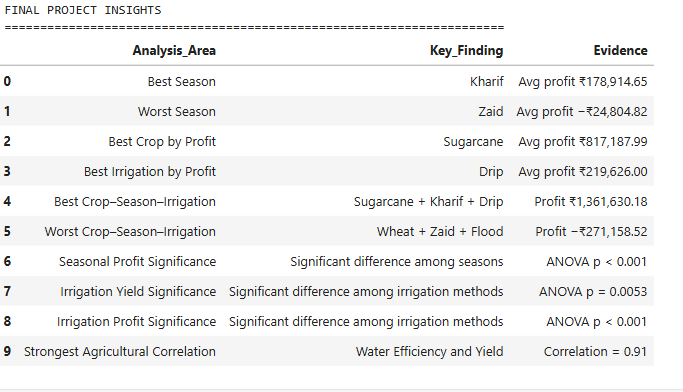 FINAL PROJECT INSIGHTS
======================================================================
Analysis_Area Key_Finding Evidence
0 Best Season Kharif Avg profit ₹178,914.65
1 Worst Season Zaid Avg profit −₹24,804.82
2 Best Crop by Profit Sugarcane Avg profit ₹817,187.99
3 Best Irrigation by Profit Drip Avg profit ₹219,626.00
4 Best Crop–Season–Irrigation Sugarcane + Kharif + Drip Profit ₹1,361,630.18
5 Worst Crop–Season–Irrigation Wheat + Zaid + Flood Profit −₹271,158.52
6 Seasonal Profit Significance Significant difference among seasons ANOVA p < 0.001
7 Irrigation Yield Significance Significant difference among irrigation methods ANOVA p = 0.0053
8 Irrigation Profit Significance Significant difference among irrigation methods ANOVA p < 0.001
9 Strongest Agricultural Correlation Water Efficiency and Yield Correlation = 0.91